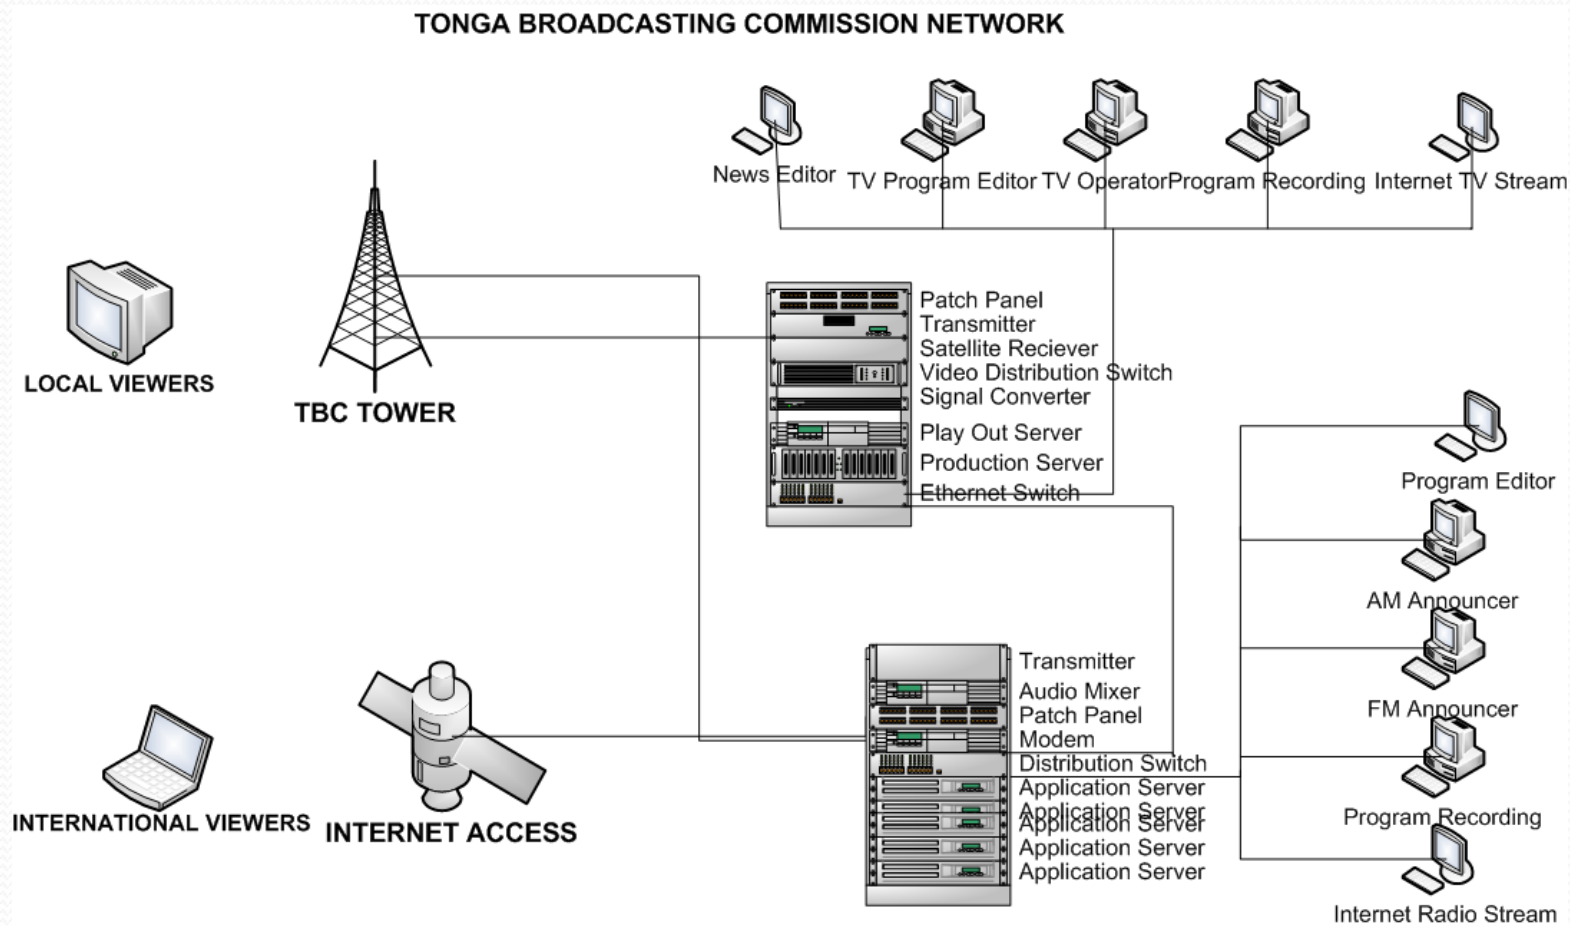 TONGA BROADCASTING COMMISSION NETWORK
News Editor
TV Program Editor
TV Operator
Program Recording
Internet TV Stream
LOCAL VIEWERS
TBC TOWER
Patch Panel
Transmitter
Satellite Reciever
Video Distribution Switch
Signal Converter
Play Out Server
Production Server
Ethernet Switch
Program Editor
AM Announcer
FM Announcer
Program Recording
Internet Radio Stream
INTERNATIONAL VIEWERS
INTERNET ACCESS
Transmitter
Audio Mixer
Patch Panel
Modem
Distribution Switch
Application Server
Application Server
Application Server
Application Server
Application Server